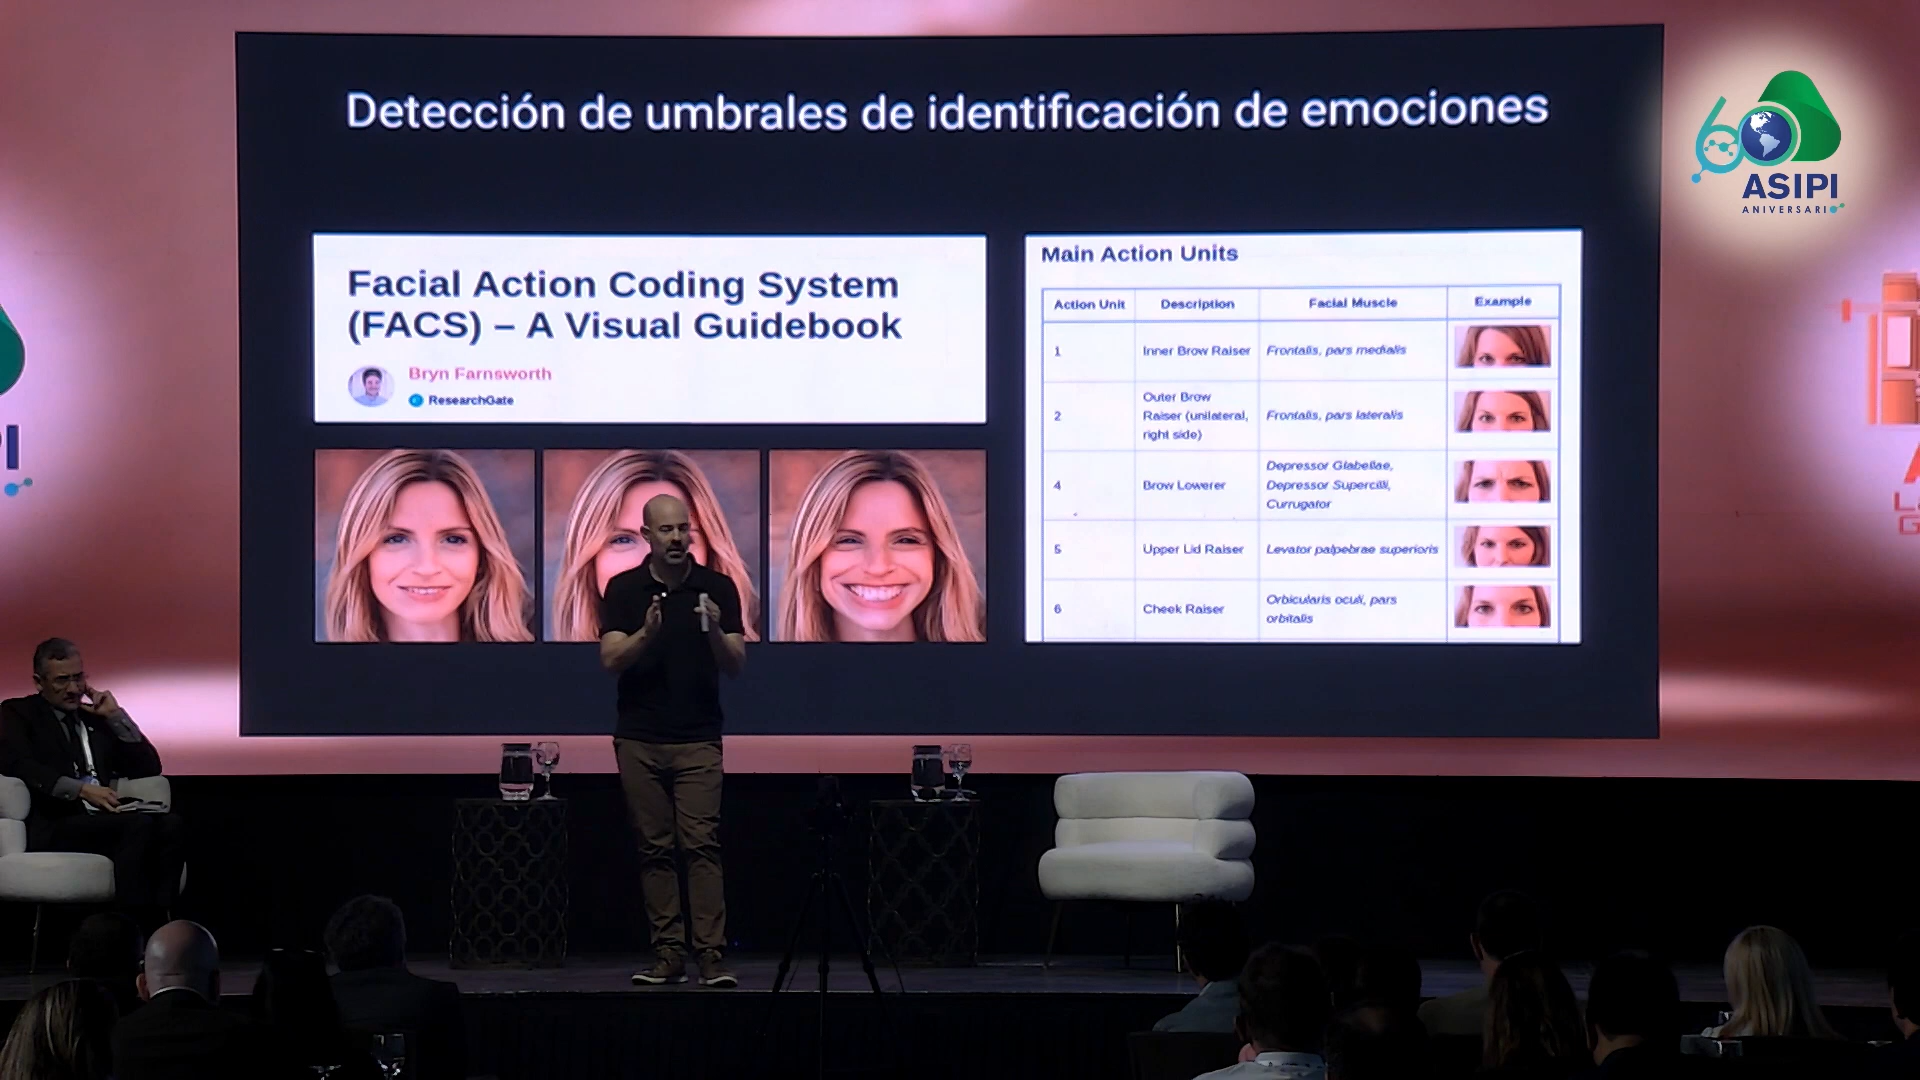 Detección de umbrales de identificación de emociones
60
ASIPI
ANIVERSARIO
Facial Action Coding System
(FACS) – A Visual Guidebook
Bryn Farnsworth
ResearchGate
Main Action Units
Action Unit Description Facial Muscle Example
1 Inner Brow Raiser Frontalis, pars medialis
2 Outer Brow Raiser (unilateral, right side) Frontalis, pars lateralis
4 Brow Lowerer Depressor Glabellae, Depressor Supercilii, Currugator
5 Upper Lid Raiser Levator palpebrae superioris
6 Cheek Raiser Orbicularis oculi, pars orbitalis
PI